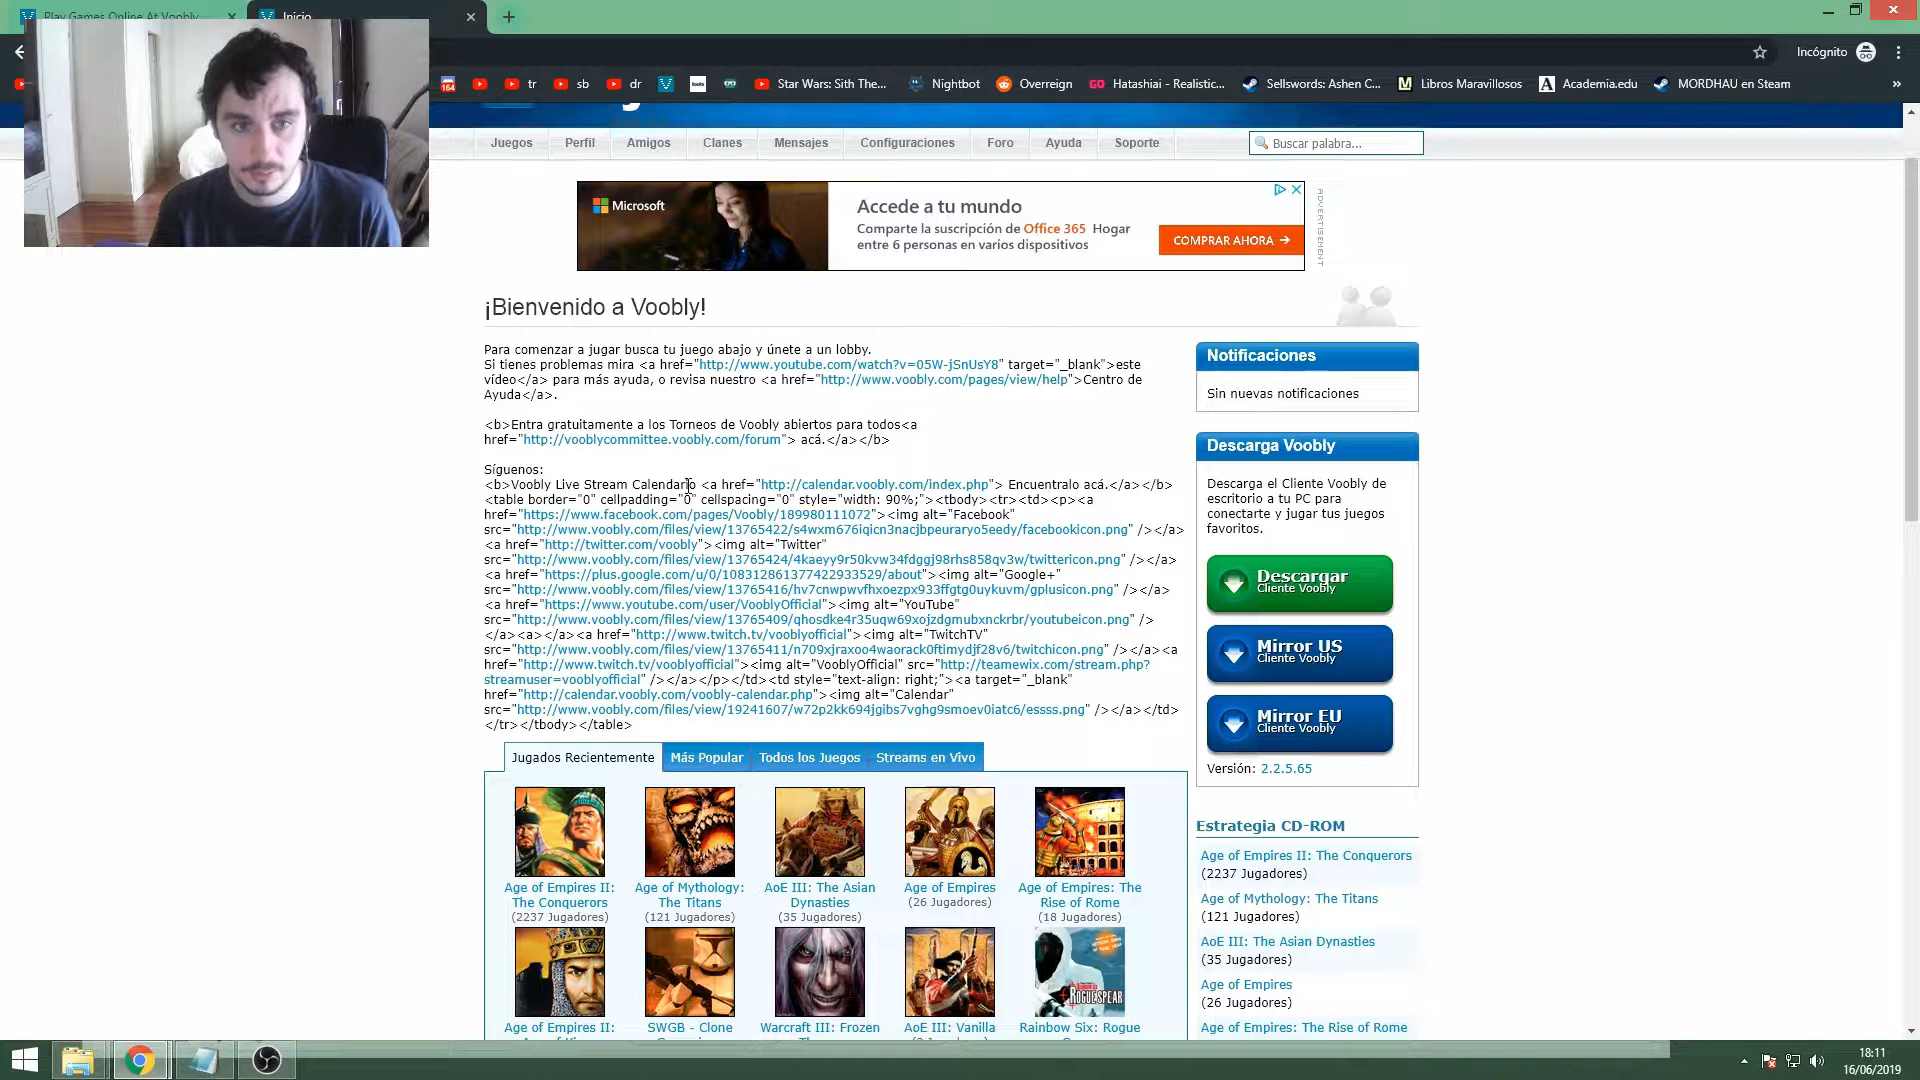 Play Games Online At Voobly
Inicio
Incógnito
164
tr
sb
dr
Star Wars: Sith The...
Nightbot
Overreign
GO
Hatashiai - Realistic...
Sellswords: Ashen C...
Libros Maravillosos
Academia.edu
MORDHAU en Steam
Juegos
Perfil
Amigos
Clanes
Mensajes
Configuraciones
Foro
Ayuda
Soporte
Buscar palabra...
Microsoft
Accede a tu mundo
Comparte la suscripción de Office 365 Hogar
entre 6 personas en varios dispositivos
COMPRAR AHORA →
ADVERTISEMENT
¡Bienvenido a Voobly!
Para comenzar a jugar busca tu juego abajo y únete a un lobby.
Si tienes problemas mira <a href="http://www.youtube.com/watch?v=05W-jSnUsY8" target="_blank">este
vídeo</a> para más ayuda, o revisa nuestro <a href="http://www.voobly.com/pages/view/help">Centro de
Ayuda</a>.
<b>Entra gratuitamente a los Torneos de Voobly abiertos para todos<a
href="http://vooblycommittee.voobly.com/forum"> acá.</a></b>
Síguenos:
<b>Voobly Live Stream Calendario <a href="http://calendar.voobly.com/index.php"> Encuentralo acá.</a></b>
<table border="0" cellpadding="0" cellspacing="0" style="width: 90%;"><tbody><tr><td><p><a
href="https://www.facebook.com/pages/Voobly/189980111072"><img alt="Facebook"
src="http://www.voobly.com/files/view/13765422/s4wxm676iqicn3nacjbpeuraryo5eedy/facebookicon.png" /></a>
<a href="http://twitter.com/voobly"><img alt="Twitter"
src="http://www.voobly.com/files/view/13765424/4kaeyy9r50kvw34fdggj98rhs858qv3w/twittericon.png" /></a>
<a href="https://plus.google.com/u/0/108312861377422933529/about"><img alt="Google+"
src="http://www.voobly.com/files/view/13765416/hv7cnwpwvfhxoezpx933ffgtg0uykuvm/gplusicon.png" /></a>
<a href="https://www.youtube.com/user/VooblyOfficial"><img alt="YouTube"
src="http://www.voobly.com/files/view/13765409/qhosdke4r35uqw69xojzdgmubxnckrbr/youtubeicon.png" />
</a><a></a><a href="http://www.twitch.tv/vooblyofficial"><img alt="TwitchTV"
src="http://www.voobly.com/files/view/13765411/n709xjraxoo4waorack0ftimydjf28v6/twitchicon.png" /></a><a
href="http://www.twitch.tv/vooblyofficial"><img alt="VooblyOfficial" src="http://teamewix.com/stream.php?
streamuser=vooblyofficial" /></a></p></td><td style="text-align: right;"><a target="_blank"
href="http://calendar.voobly.com/voobly-calendar.php"><img alt="Calendar"
src="http://www.voobly.com/files/view/19241607/w72p2kk694jgibs7vghg9smoev0iatc6/essss.png" /></a></td>
</tr></tbody></table>
Notificaciones
Sin nuevas notificaciones
Descarga Voobly
Descarga el Cliente Voobly de
escritorio a tu PC para
conectarte y jugar tus juegos
favoritos.
Descargar
Cliente Voobly
Mirror US
Cliente Voobly
Mirror EU
Cliente Voobly
Versión: 2.2.5.65
Jugados Recientemente
Más Popular
Todos los Juegos
Streams en Vivo
Age of Empires II:
The Conquerors
(2237 Jugadores)
Age of Mythology:
The Titans
(121 Jugadores)
AoE III: The Asian
Dynasties
(35 Jugadores)
Age of Empires
(26 Jugadores)
Age of Empires: The
Rise of Rome
(18 Jugadores)
ROGUE SPEAR
Age of Empires II:
SWGB - Clone
Warcraft III: Frozen
AoE III: Vanilla
Rainbow Six: Rogue
Estrategia CD-ROM
Age of Empires II: The Conquerors
(2237 Jugadores)
Age of Mythology: The Titans
(121 Jugadores)
AoE III: The Asian Dynasties
(35 Jugadores)
Age of Empires
(26 Jugadores)
Age of Empires: The Rise of Rome
18:11
16/06/2019